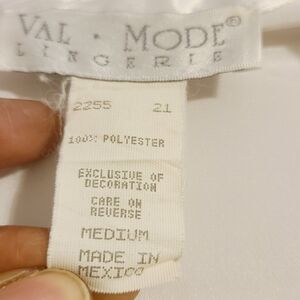 VAL · MODE®
LINGERIE
2255 21
100% POLYESTER
EXCLUSIVE OF
DECORATION
CARE ON
REVERSE
MEDIUM
MADE IN
MEXICO